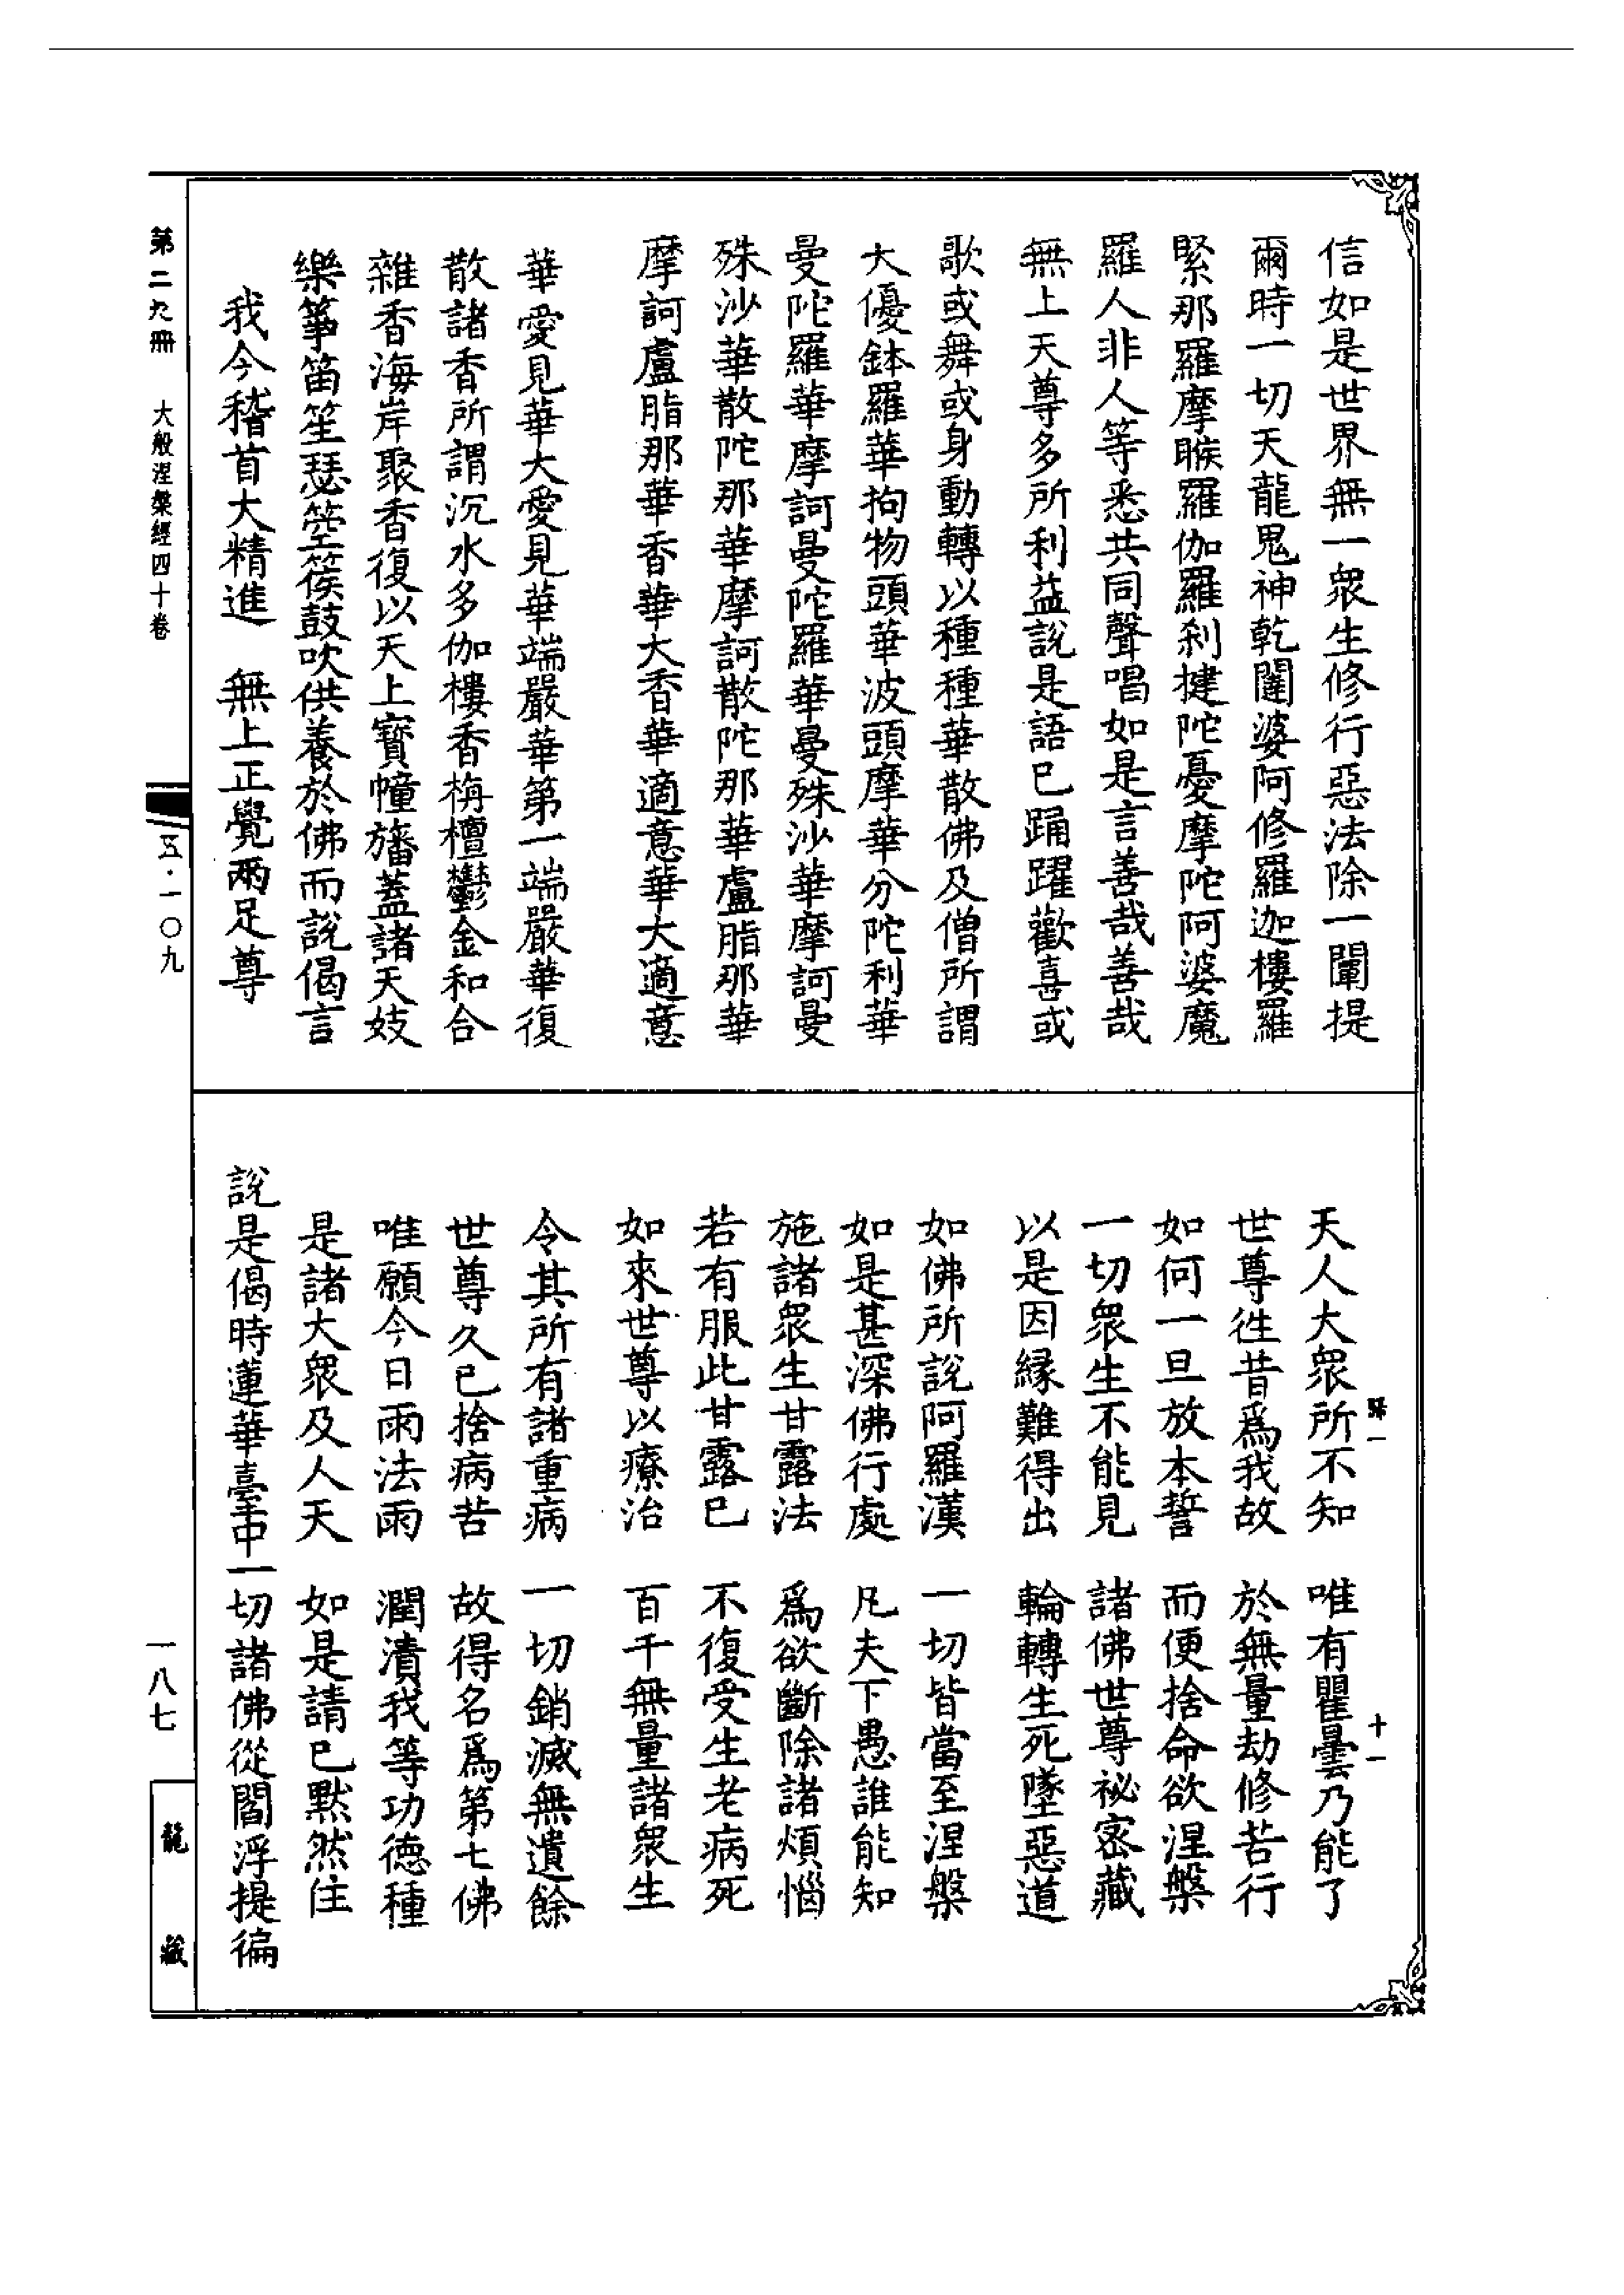 信如是世界無一衆生修行惡法除一闡提
爾時一切天龍鬼神乾闥婆阿修羅迦樓羅
緊那羅摩睺羅伽羅剎揵陀憂摩陀阿婆魔
羅人非人等悉共同聲唱如是言善哉善哉
無上天尊多所利益說是語已踊躍歡喜或
歌或舞或身動轉以種種華散佛及僧所謂
大優鉢羅華拘物頭華波頭摩華分陀利華
曼陀羅華摩訶曼陀羅華曼殊沙華摩訶曼
殊沙華散陀那華摩訶散陀那華盧脂那華
摩訶盧脂那華香華大香華適意華大適意
華愛見華大愛見華端嚴華第一端嚴華復
散諸香所謂沉水多伽樓香栴檀鬱金和合
雜香海岸聚香復以天上寶幢旛蓋諸天妓
樂箏笛笙瑟箜篌鼓吹供養於佛而說偈言
我今稽首大精進　無上正覺兩足尊
天人大衆所不知　唯有瞿曇乃能了
世尊往昔爲我故　於無量劫修苦行
如何一旦放本誓　而便捨命欲涅槃
一切衆生不能見　諸佛世尊祕密藏
以是因緣難得出　輪轉生死墜惡道
如佛所說阿羅漢　一切皆當至涅槃
如是甚深佛行處　凡夫下愚誰能知
施諸衆生甘露法　爲欲斷除諸煩惱
若有服此甘露已　不復受生老病死
如來世尊以療治　百千無量諸衆生
令其所有諸重病　一切銷滅無遺餘
世尊久已捨病苦　故得名爲第七佛
唯願今日雨法雨　潤漬我等功德種
是諸大衆及人天　如是請已默然住
說是偈時蓮華臺中一切諸佛從閻浮提徧
第二九冊　大般涅槃經四十卷
五·一〇九
一八七
龍藏
十一